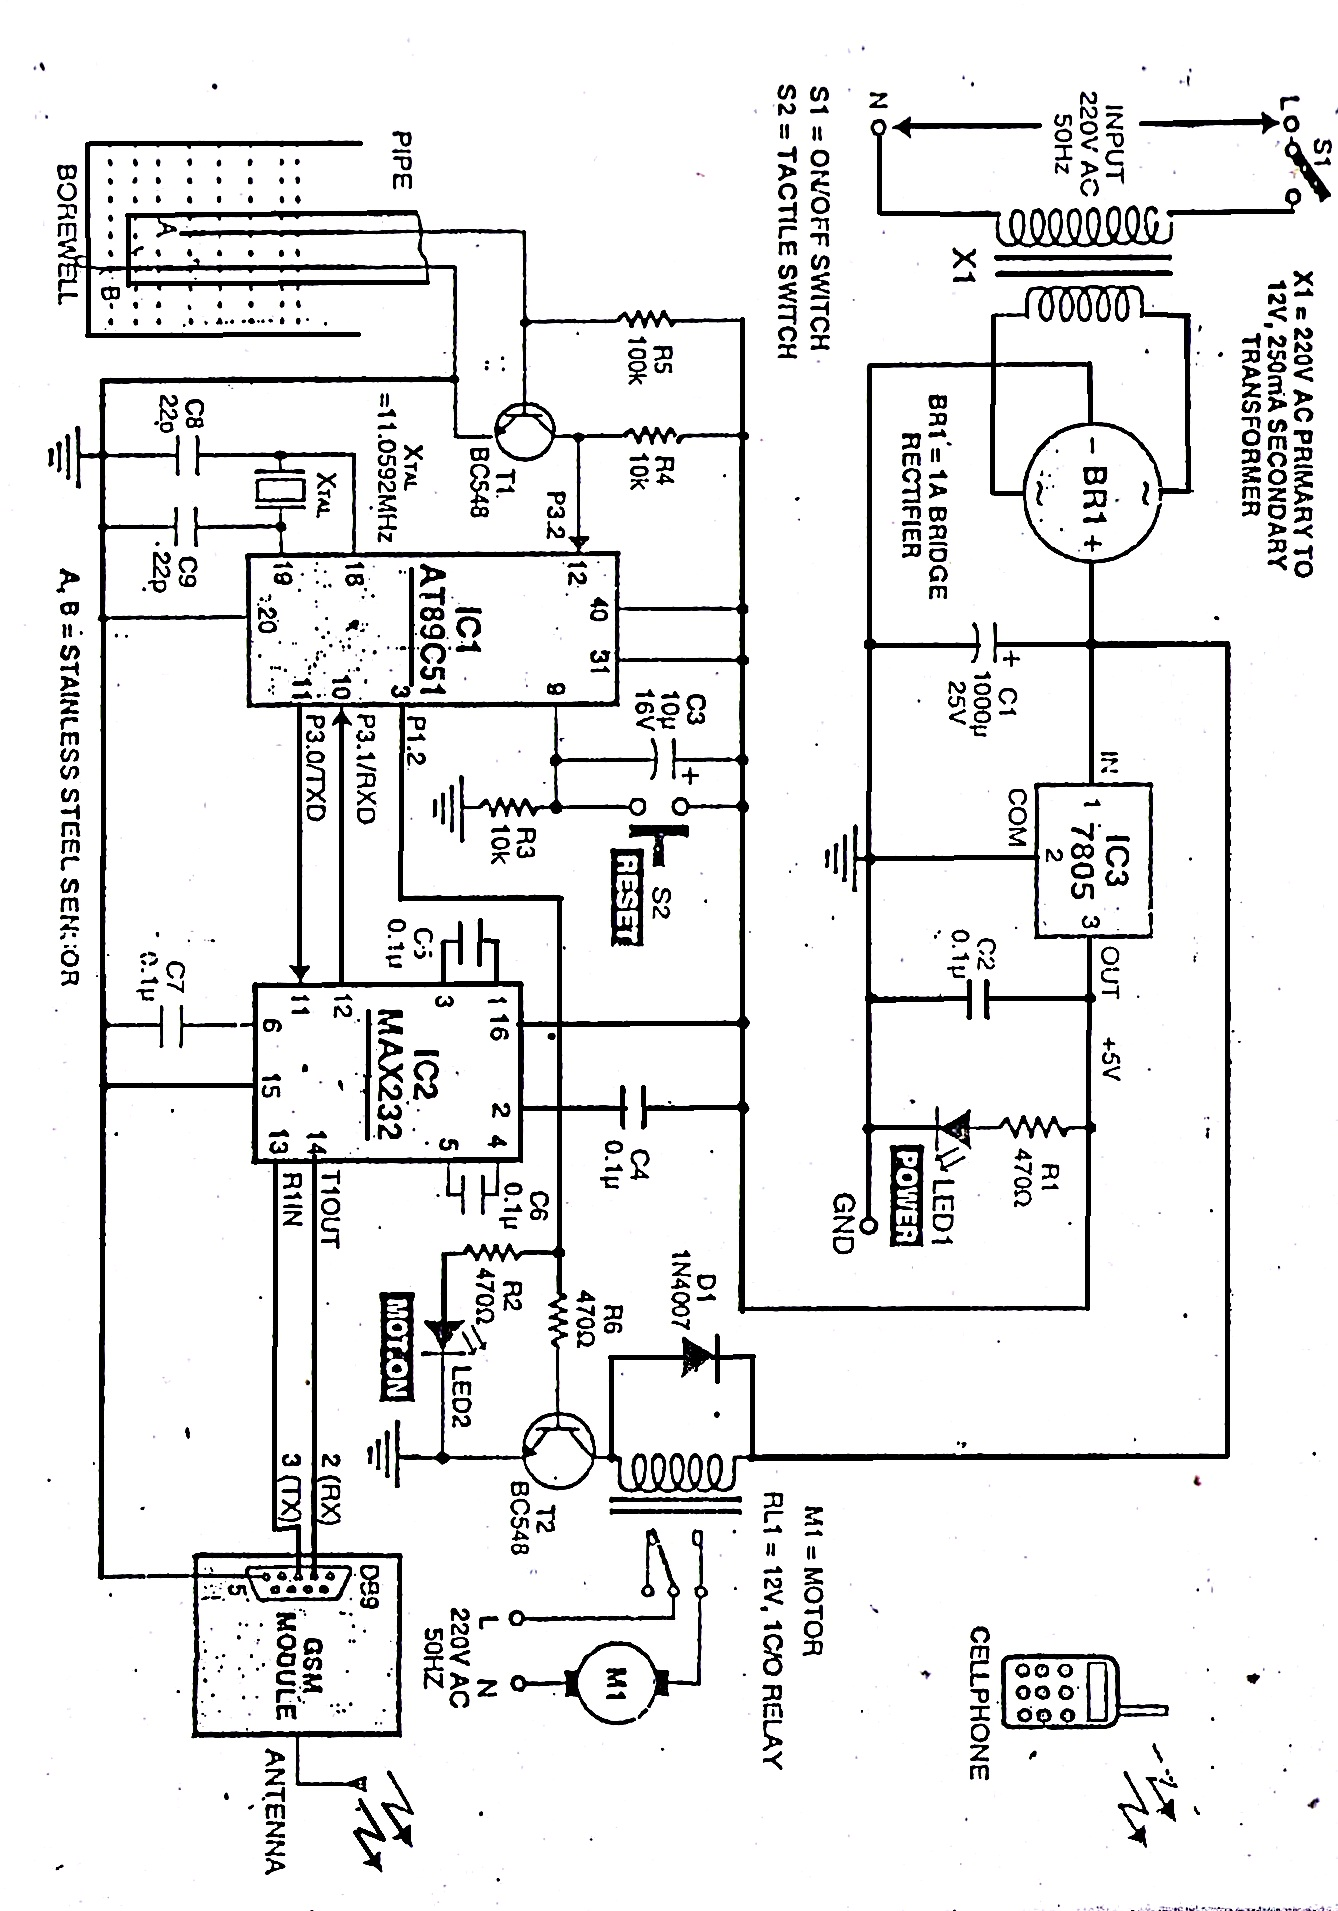 S1
L
INPUT
220V AC
50Hz
N
X1
S1 = ON/OFF SWITCH
S2 = TACTILE SWITCH
X1 = 220V AC PRIMARY TO
12V, 250mA SECONDARY
TRANSFORMER
- BR1 +
~
~
BR1 = 1A BRIDGE
RECTIFIER
+
C1
1000µ
25V
IN
1
IC3
7805
COM
2
3
OUT
C2
0.1µ
+5V
R1
470Ω
LED1
POWER
GND
PIPE
A
B
BOREWELL
R5
100k
R4
10k
T1
BC548
P3.2
XTAL
=11.0592MHz
XTAL
C8
22p
C9
22p
12
40
31
18
19
20
IC1
AT89C51
9
3
10
11
P1.2
P3.1/RXD
P3.0/TXD
C3
10µ
16V
+
R3
10k
S2
RESET
A, B = STAINLESS STEEL SENSOR
C5
0.1µ
C7
0.1µ
1
16
3
12
11
6
IC2
MAX232
15
2
4
5
14
13
C4
0.1µ
C6
0.1µ
T1OUT
R1IN
R2
470Ω
R6
470Ω
LED2
MOT.ON
D1
1N4007
T2
BC548
2 (RX)
3 (TX)
M1 = MOTOR
RL1 = 12V, 1C/O RELAY
L
220V AC
50HZ
N
M1
DB9
5
GSM
MODULE
ANTENNA
CELLPHONE